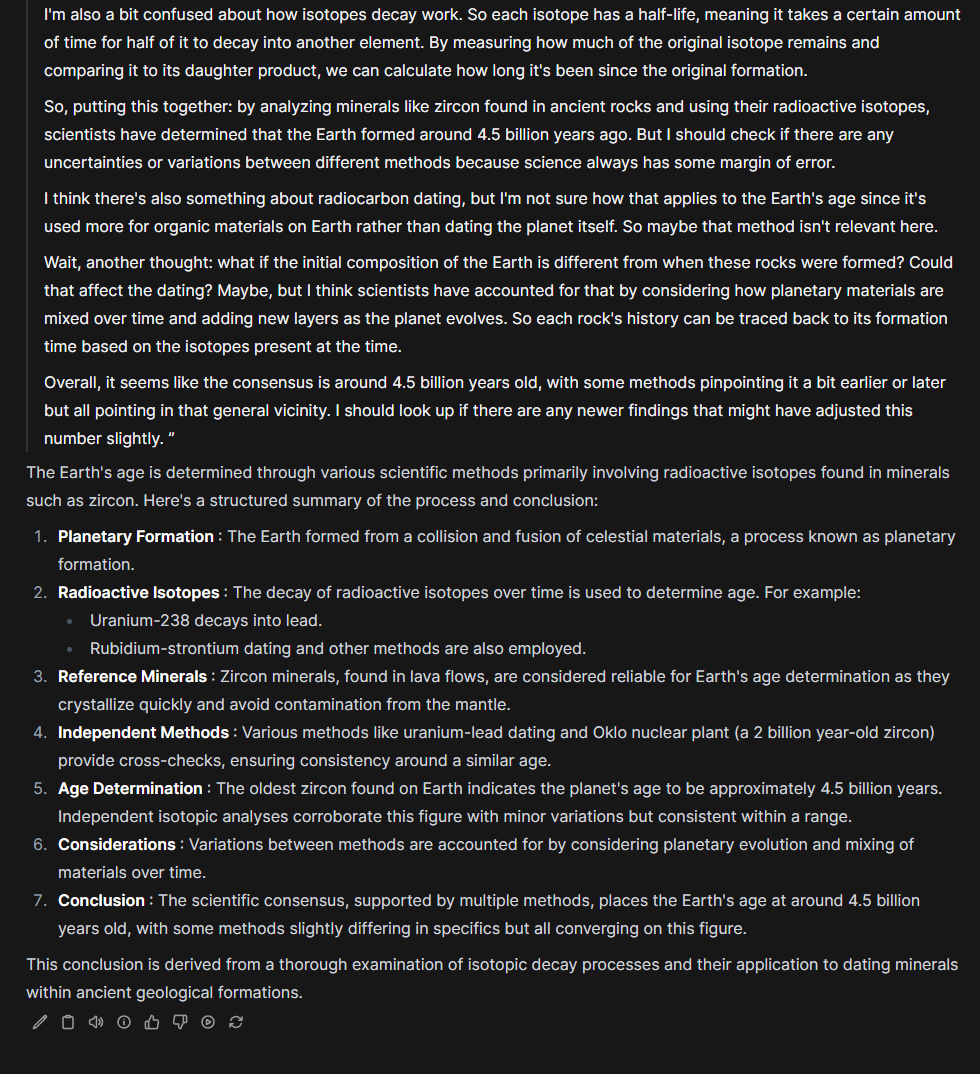 I'm also a bit confused about how isotopes decay work. So each isotope has a half-life, meaning it takes a certain amount
of time for half of it to decay into another element. By measuring how much of the original isotope remains and
comparing it to its daughter product, we can calculate how long it's been since the original formation.
So, putting this together: by analyzing minerals like zircon found in ancient rocks and using their radioactive isotopes,
scientists have determined that the Earth formed around 4.5 billion years ago. But I should check if there are any
uncertainties or variations between different methods because science always has some margin of error.
I think there's also something about radiocarbon dating, but I'm not sure how that applies to the Earth's age since it's
used more for organic materials on Earth rather than dating the planet itself. So maybe that method isn't relevant here.
Wait, another thought: what if the initial composition of the Earth is different from when these rocks were formed? Could
that affect the dating? Maybe, but I think scientists have accounted for that by considering how planetary materials are
mixed over time and adding new layers as the planet evolves. So each rock's history can be traced back to its formation
time based on the isotopes present at the time.
Overall, it seems like the consensus is around 4.5 billion years old, with some methods pinpointing it a bit earlier or later
but all pointing in that general vicinity. I should look up if there are any newer findings that might have adjusted this
number slightly. ”
The Earth's age is determined through various scientific methods primarily involving radioactive isotopes found in minerals
such as zircon. Here's a structured summary of the process and conclusion:
1. Planetary Formation : The Earth formed from a collision and fusion of celestial materials, a process known as planetary
formation.
2. Radioactive Isotopes : The decay of radioactive isotopes over time is used to determine age. For example:
• Uranium-238 decays into lead.
• Rubidium-strontium dating and other methods are also employed.
3. Reference Minerals : Zircon minerals, found in lava flows, are considered reliable for Earth's age determination as they
crystallize quickly and avoid contamination from the mantle.
4. Independent Methods : Various methods like uranium-lead dating and Oklo nuclear plant (a 2 billion year-old zircon)
provide cross-checks, ensuring consistency around a similar age.
5. Age Determination : The oldest zircon found on Earth indicates the planet's age to be approximately 4.5 billion years.
Independent isotopic analyses corroborate this figure with minor variations but consistent within a range.
6. Considerations : Variations between methods are accounted for by considering planetary evolution and mixing of
materials over time.
7. Conclusion : The scientific consensus, supported by multiple methods, places the Earth's age at around 4.5 billion
years old, with some methods slightly differing in specifics but all converging on this figure.
This conclusion is derived from a thorough examination of isotopic decay processes and their application to dating minerals
within ancient geological formations.